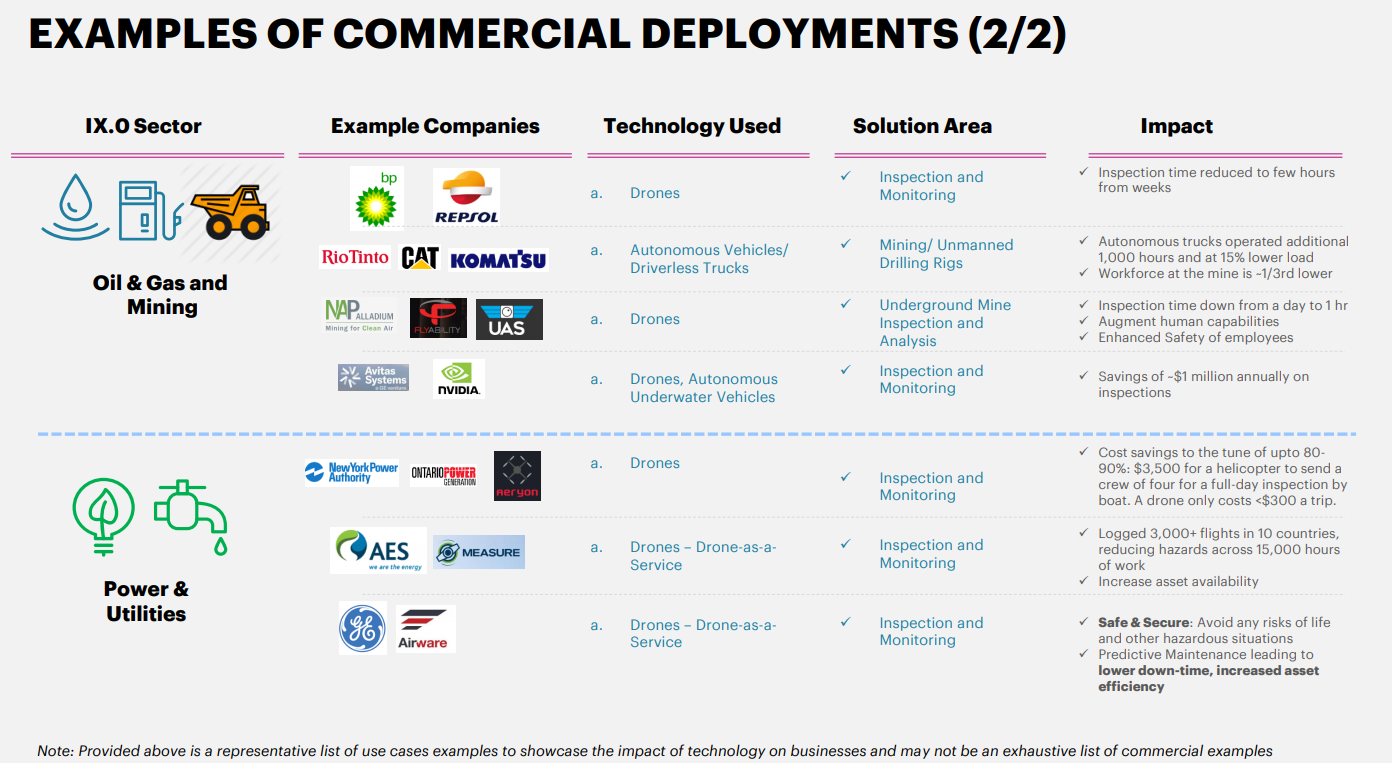 EXAMPLES OF COMMERCIAL DEPLOYMENTS (2/2)
IX.0 Sector
Example Companies
Technology Used
Solution Area
Impact
Oil & Gas and
Mining
bp
REPSOL
a. Drones
✓ Inspection and
Monitoring
✓ Inspection time reduced to few hours
from weeks
RioTinto
CAT
KOMATSU
a. Autonomous Vehicles/
Driverless Trucks
✓ Mining/ Unmanned
Drilling Rigs
✓ Autonomous trucks operated additional
1,000 hours and at 15% lower load
✓ Workforce at the mine is ~1/3rd lower
NAPALLADIUM
Mining for Clean Air
FLYABILITY
UAS
a. Drones
✓ Underground Mine
Inspection and
Analysis
✓ Inspection time down from a day to 1 hr
✓ Augment human capabilities
✓ Enhanced Safety of employees
Avitas
Systems
a GE venture
NVIDIA.
a. Drones, Autonomous
Underwater Vehicles
✓ Inspection and
Monitoring
✓ Savings of ~$1 million annually on
inspections
Power &
Utilities
NewYorkPower
Authority
ONTARIOPOWER
GENERATION
aeryon
a. Drones
✓ Inspection and
Monitoring
✓ Cost savings to the tune of upto 80-
90%: $3,500 for a helicopter to send a
crew of four for a full-day inspection by
boat. A drone only costs <$300 a trip.
AES
we are the energy
MEASURE
a. Drones – Drone-as-a-
Service
✓ Inspection and
Monitoring
✓ Logged 3,000+ flights in 10 countries,
reducing hazards across 15,000 hours
of work
✓ Increase asset availability
GE
Airware
a. Drones – Drone-as-a-
Service
✓ Inspection and
Monitoring
✓ Safe & Secure: Avoid any risks of life
and other hazardous situations
✓ Predictive Maintenance leading to
lower down-time, increased asset
efficiency
Note: Provided above is a representative list of use cases examples to showcase the impact of technology on businesses and may not be an exhaustive list of commercial examples